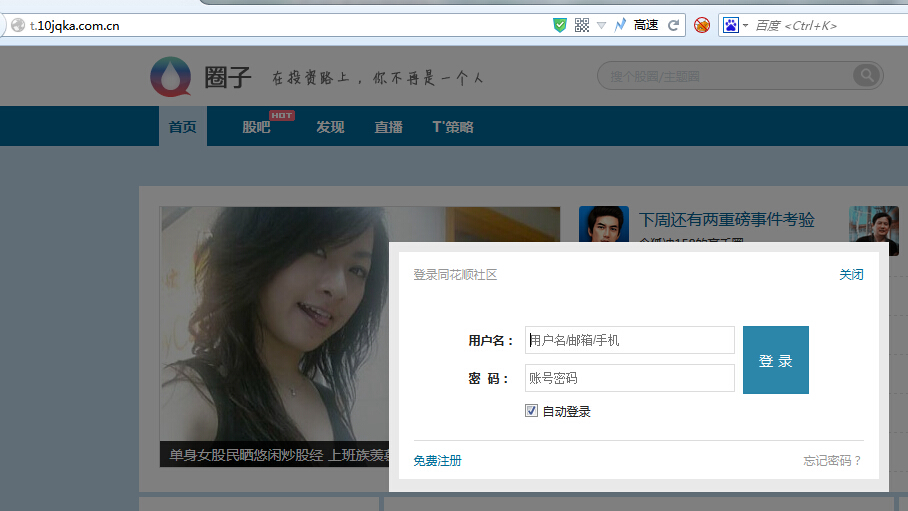 t.10jqka.com.cn
高速
百度 <Ctrl+K>
圈子
在投资路上，你不再是一个人
搜个股圈/主题圈
首页
股吧
HOT
发现
直播
T'策略
下周还有两重磅事件考验
单身女股民晒悠闲炒股经 上班族羡慕
登录同花顺社区
关闭
用户名：
用户名/邮箱/手机
登 录
密 码：
账号密码
自动登录
免费注册
忘记密码？